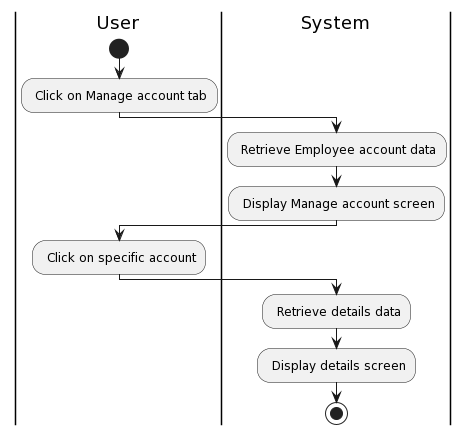 User
System
Click on Manage account tab
Retrieve Employee account data
Display Manage account screen
Click on specific account
Retrieve details data
Display details screen